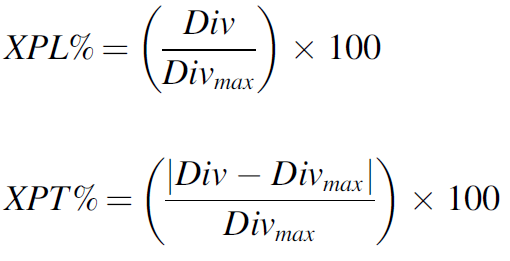 XPL% = (Div / Div_max) × 100
XPT% = (|Div − Div_max| / Div_max) × 100